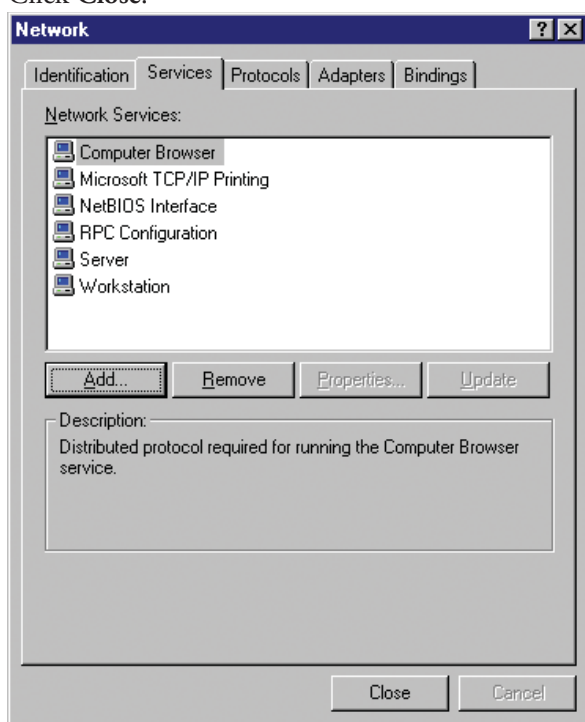 Click Close.
Network
Identification Services Protocols Adapters Bindings
Network Services:
Computer Browser
Microsoft TCP/IP Printing
NetBIOS Interface
RPC Configuration
Server
Workstation
Add... Remove Properties... Update
Description:
Distributed protocol required for running the Computer Browser
service.
Close Cancel